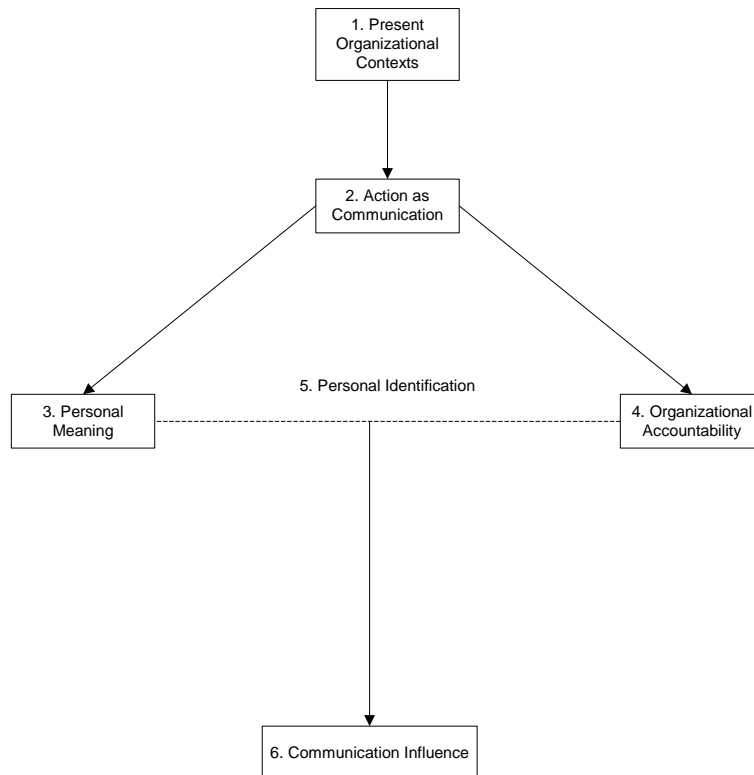 1. Present
Organizational
Contexts
2. Action as
Communication
5. Personal Identification
3. Personal
Meaning
4. Organizational
Accountability
6. Communication Influence